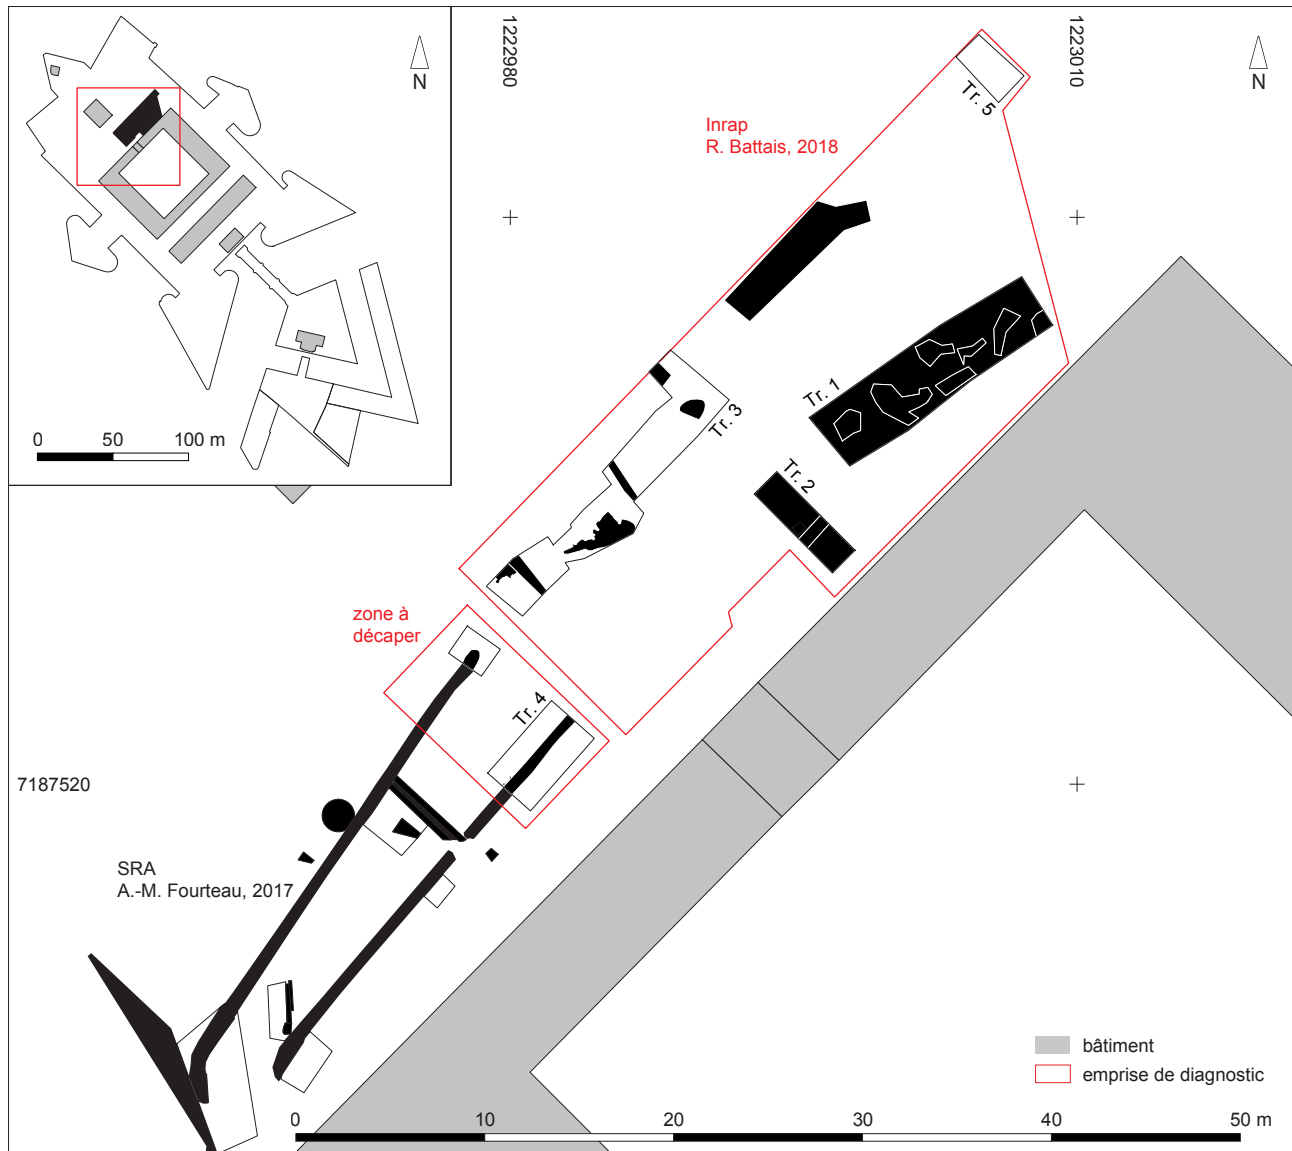 N
0 50 100 m
1222980
1223010
N
Tr. 5
Inrap
R. Battais, 2018
Tr. 1
Tr. 3
Tr. 2
zone à
décaper
Tr. 4
7187520
SRA
A.-M. Fourteau, 2017
bâtiment
emprise de diagnostic
0 10 20 30 40 50 m